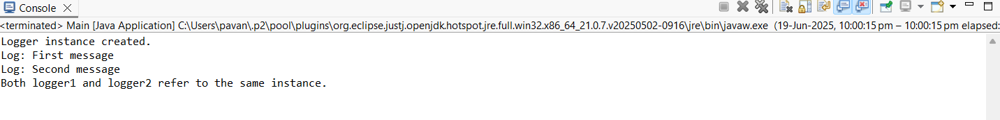 Console
<terminated> Main [Java Application] C:\Users\pavan\.p2\pool\plugins\org.eclipse.justj.openjdk.hotspot.jre.full.win32.x86_64_21.0.7.v20250502-0916\jre\bin\javaw.exe (19-Jun-2025, 10:00:15 pm – 10:00:15 pm elapsed:
Logger instance created.
Log: First message
Log: Second message
Both logger1 and logger2 refer to the same instance.